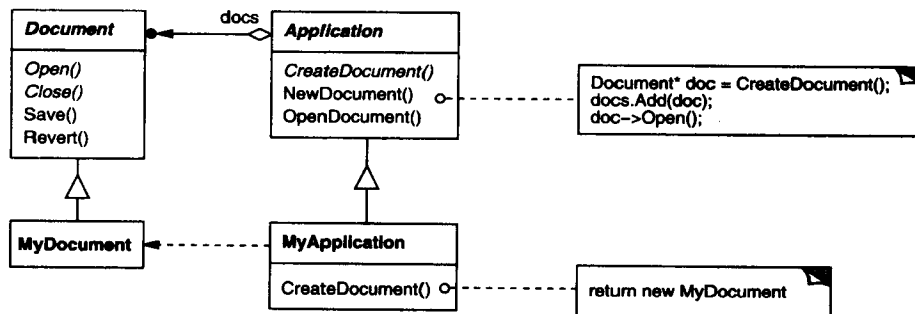 docs
Document
Open()
Close()
Save()
Revert()
Application
CreateDocument()
NewDocument()
OpenDocument()
Document* doc = CreateDocument();
docs.Add(doc);
doc->Open();
MyDocument
MyApplication
CreateDocument()
return new MyDocument